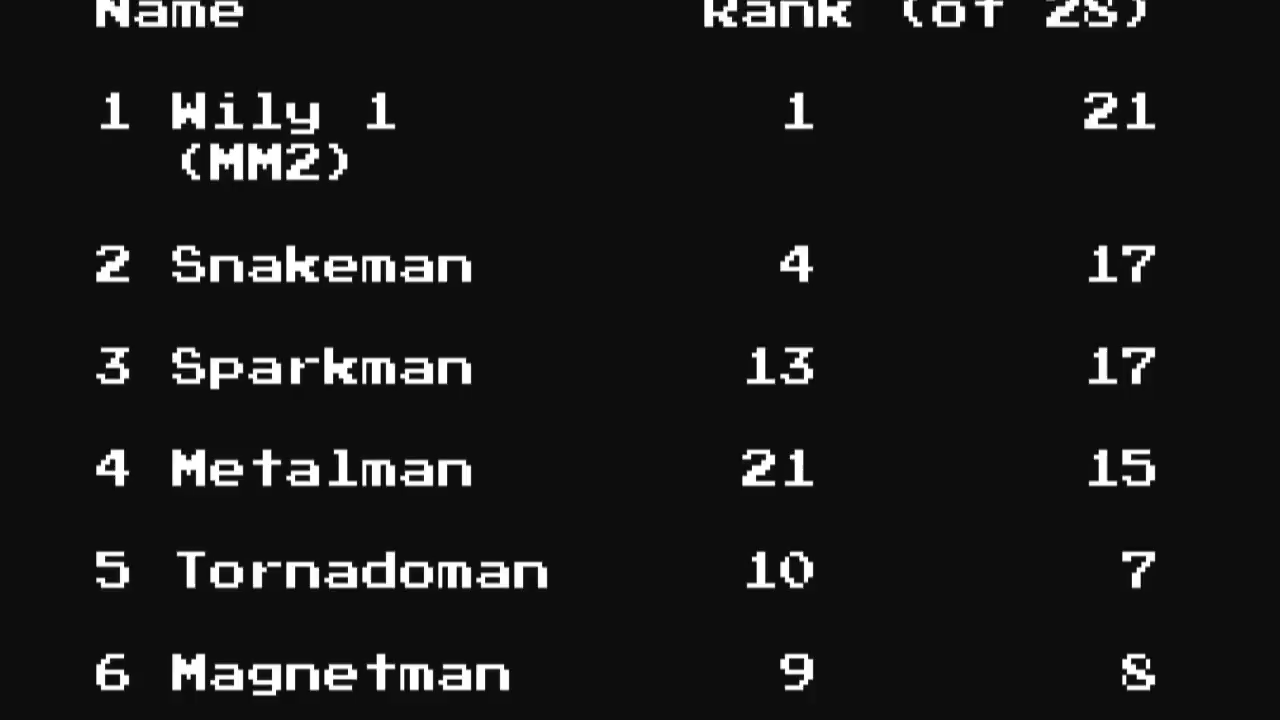 Name Rank (of 28)
1 Wily 1 1 21
(MM2)
2 Snakeman 4 17
3 Sparkman 13 17
4 Metalman 21 15
5 Tornadoman 10 7
6 Magnetman 9 8